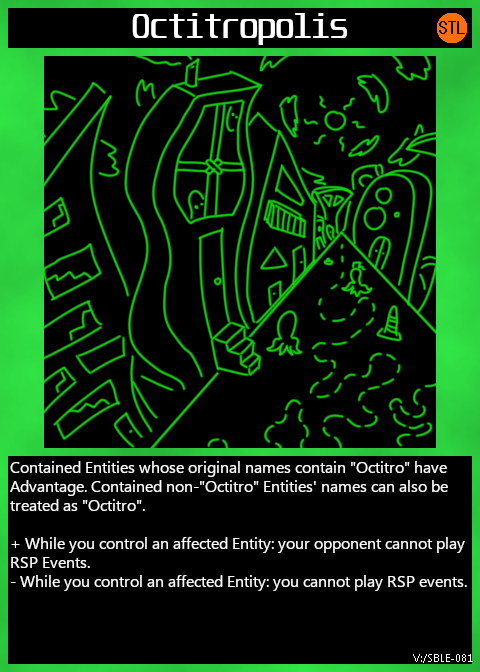 Octitropolis
STL
Contained Entities whose original names contain "Octitro" have
Advantage. Contained non-"Octitro" Entities' names can also be
treated as "Octitro".
+ While you control an affected Entity: your opponent cannot play
RSP Events.
- While you control an affected Entity: you cannot play RSP events.
V:/SBLE-081